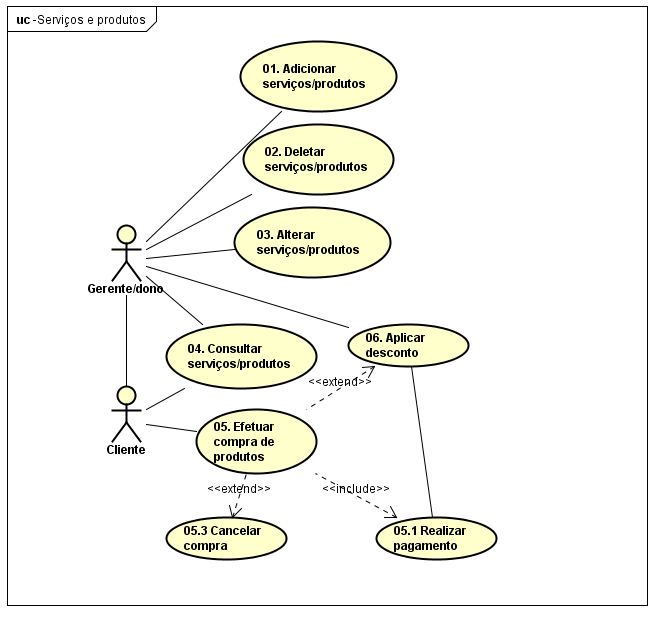 uc - Serviços e produtos
01. Adicionar
serviços/produtos
02. Deletar
serviços/produtos
03. Alterar
serviços/produtos
Gerente/dono
04. Consultar
serviços/produtos
06. Aplicar
desconto
<<extend>>
Cliente
05. Efetuar
compra de
produtos
<<extend>>
<<include>>
05.3 Cancelar
compra
05.1 Realizar
pagamento